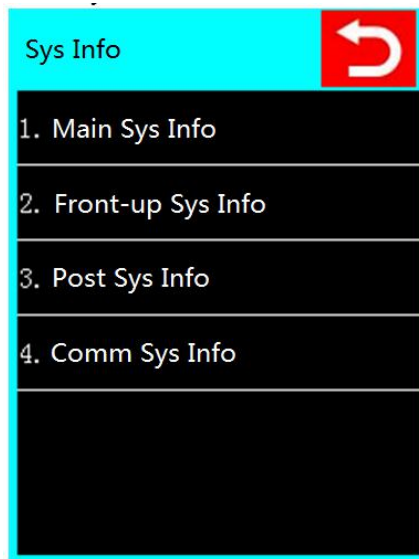 Sys Info
1. Main Sys Info
2. Front-up Sys Info
3. Post Sys Info
4. Comm Sys Info